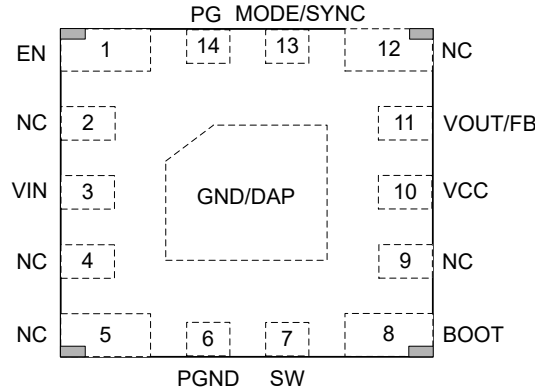 PG MODE/SYNC
EN 1 14 13 12 NC
NC 2 11 VOUT/FB
VIN 3 GND/DAP 10 VCC
NC 4 9 NC
NC 5 6 7 8 BOOT
PGND SW